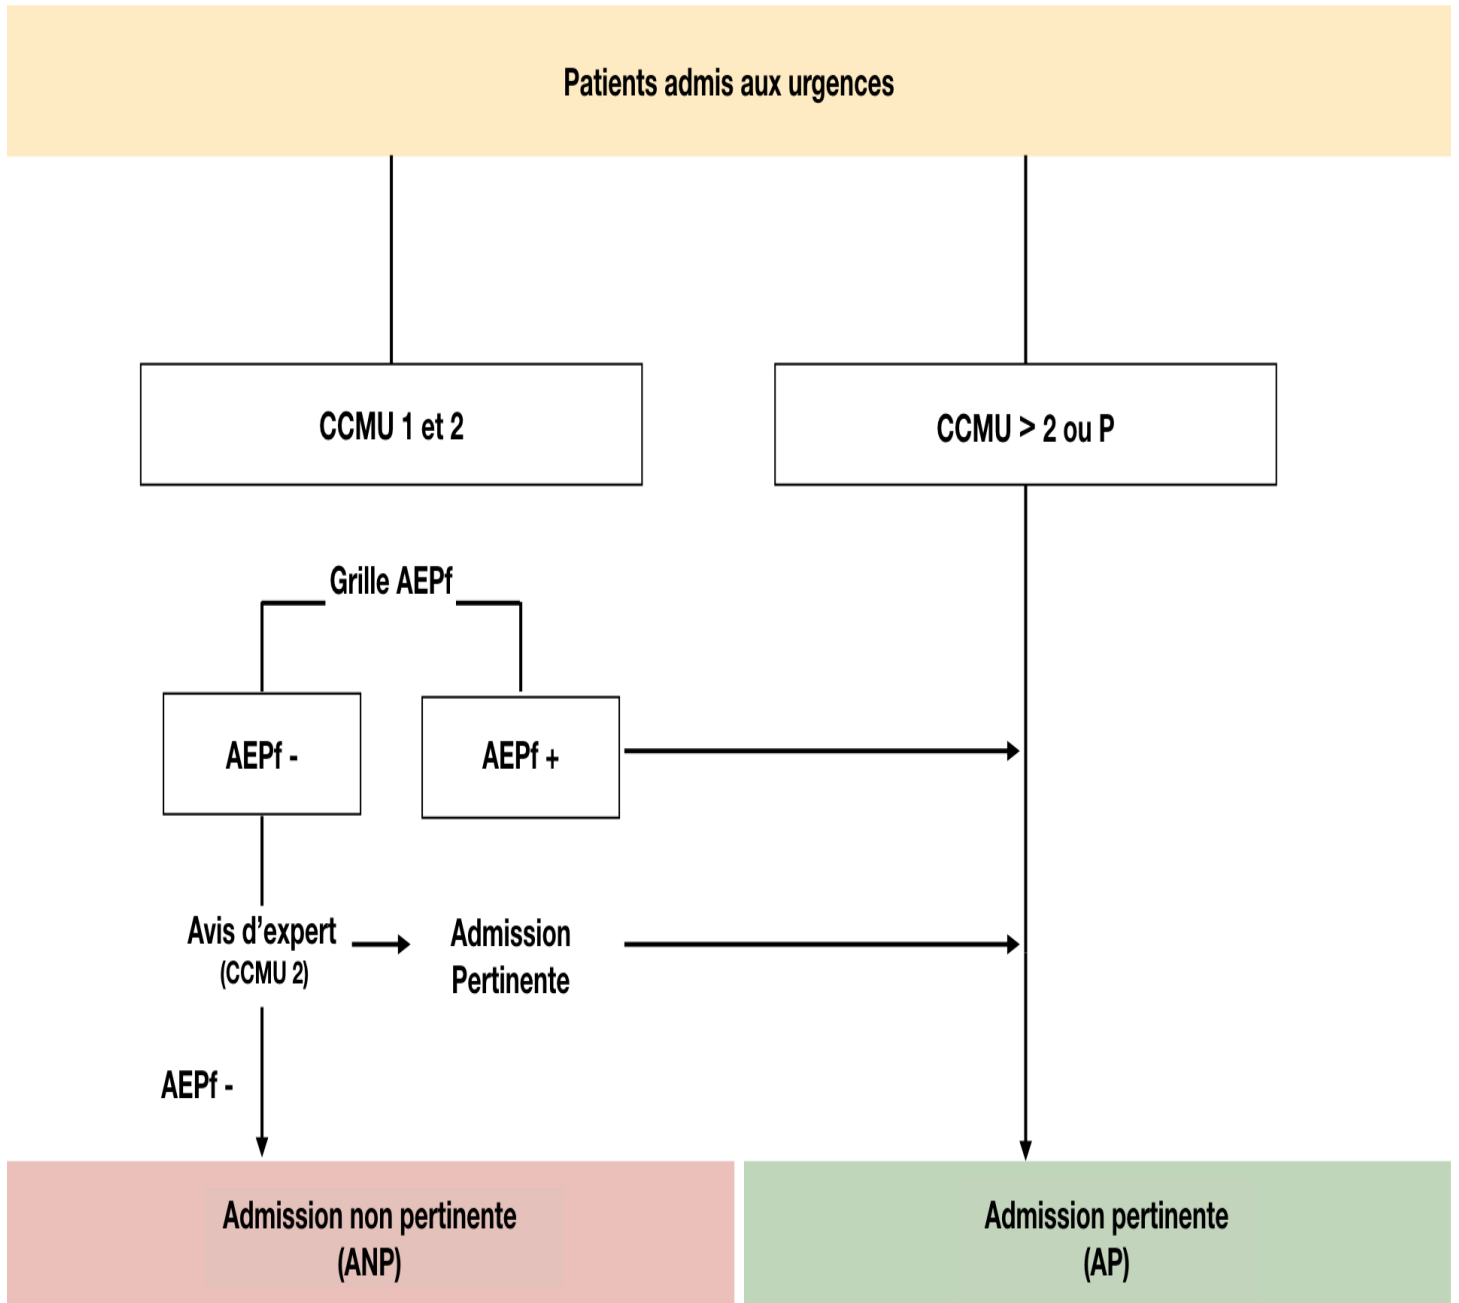 Patients admis aux urgences
CCMU 1 et 2
CCMU > 2 ou P
Grille AEPf
AEPf -
AEPf +
Avis d’expert
(CCMU 2)
Admission
Pertinente
AEPf -
Admission non pertinente
(ANP)
Admission pertinente
(AP)